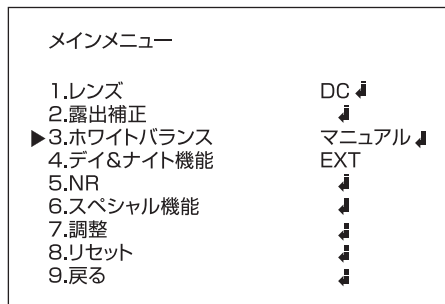 メインメニュー
1.レンズ DC↲
2.露出補正 ↲
▶3.ホワイトバランス マニュアル↲
4.デイ&ナイト機能 EXT
5.NR ↲
6.スペシャル機能 ↲
7.調整 ↲
8.リセット ↲
9.戻る ↲